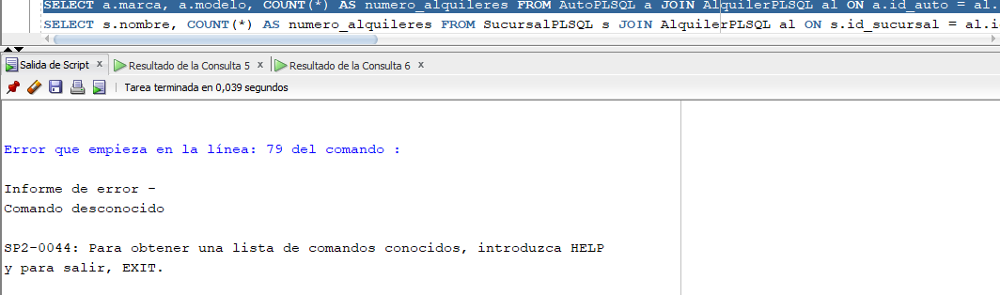 SELECT a.marca, a.modelo, COUNT(*) AS numero_alquileres FROM AutoPLSQL a JOIN AlquilerPLSQL al ON a.id_auto = al.
SELECT s.nombre, COUNT(*) AS numero_alquileres FROM SucursalPLSQL s JOIN AlquilerPLSQL al ON s.id_sucursal = al.i
Salida de Script x Resultado de la Consulta 5 x Resultado de la Consulta 6 x
Tarea terminada en 0,039 segundos
Error que empieza en la línea: 79 del comando :
Informe de error -
Comando desconocido
SP2-0044: Para obtener una lista de comandos conocidos, introduzca HELP
y para salir, EXIT.